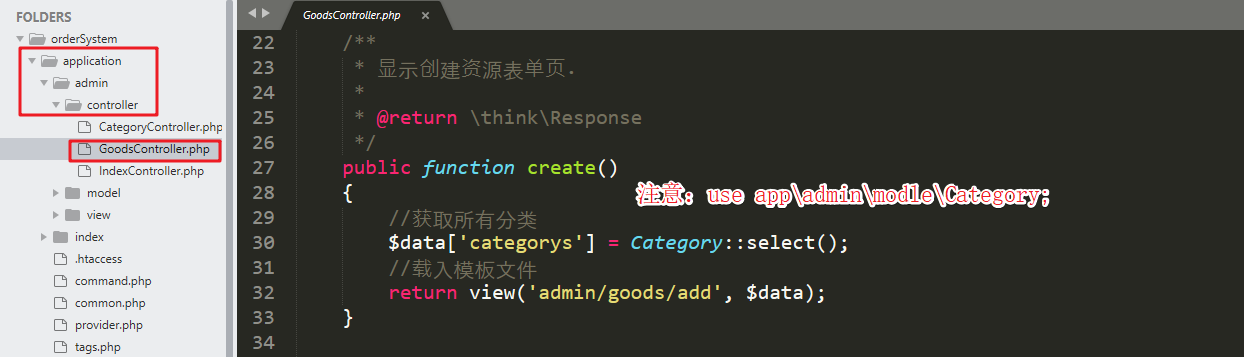 FOLDERS
orderSystem
application
admin
controller
CategoryController.php
GoodsController.php
IndexController.php
model
view
index
.htaccess
command.php
common.php
provider.php
tags.php
GoodsController.php ×
22 /**
23 * 显示创建资源表单页.
24 *
25 * @return \think\Response
26 */
27 public function create()
28 {
注意：use app\admin\modle\Category;
29 //获取所有分类
30 $data['categorys'] = Category::select();
31 //载入模板文件
32 return view('admin/goods/add', $data);
33 }
34